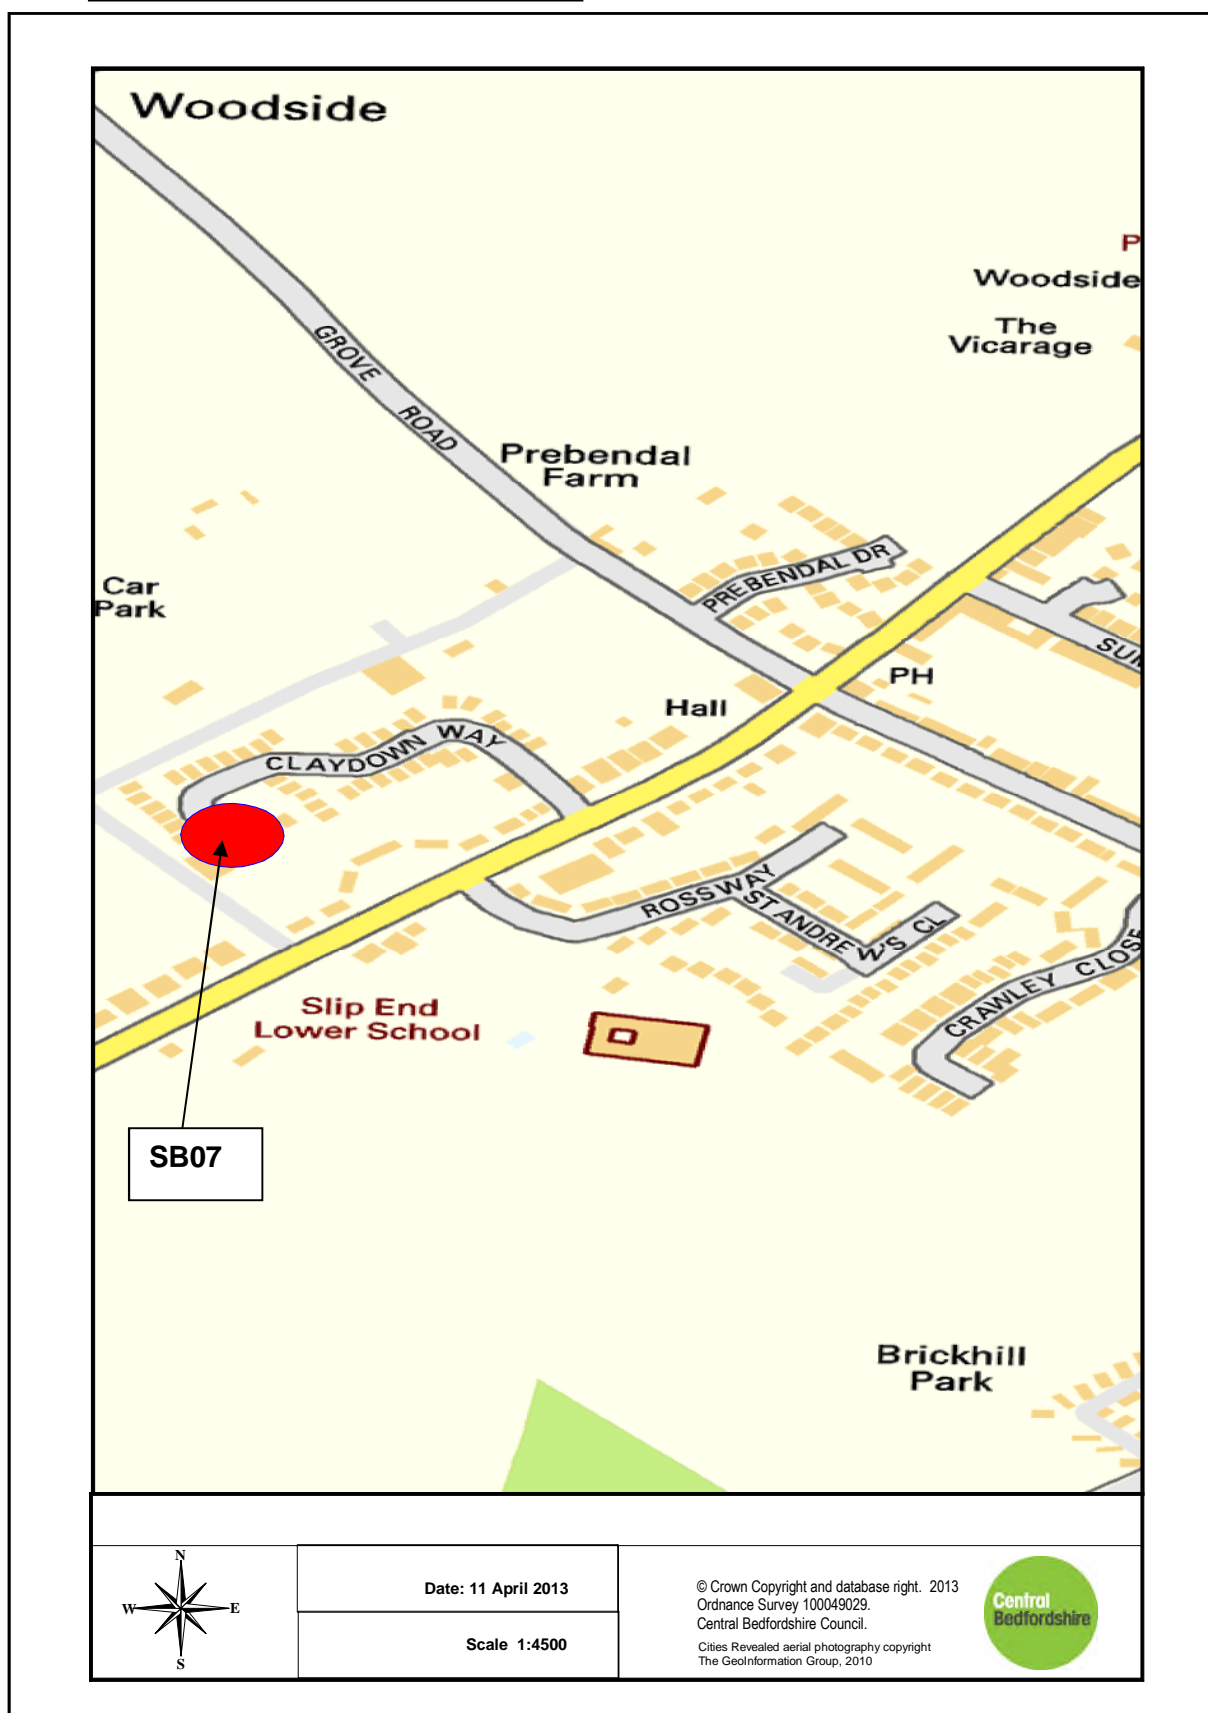 Woodside
P
Woodside
The
Vicarage
GROVE ROAD
Prebendal
Farm
PREBENDAL DR
Car
Park
SUM
PH
Hall
CLAYDOWN WAY
ROSSWAY
ST ANDREW'S CL
CRAWLEY CLOSE
Slip End
Lower School
SB07
Brickhill
Park
N
W E
S
Date: 11 April 2013
Scale 1:4500
© Crown Copyright and database right. 2013
Ordnance Survey 100049029.
Central Bedfordshire Council.
Cities Revealed aerial photography copyright
The GeoInformation Group, 2010
Central
Bedfordshire